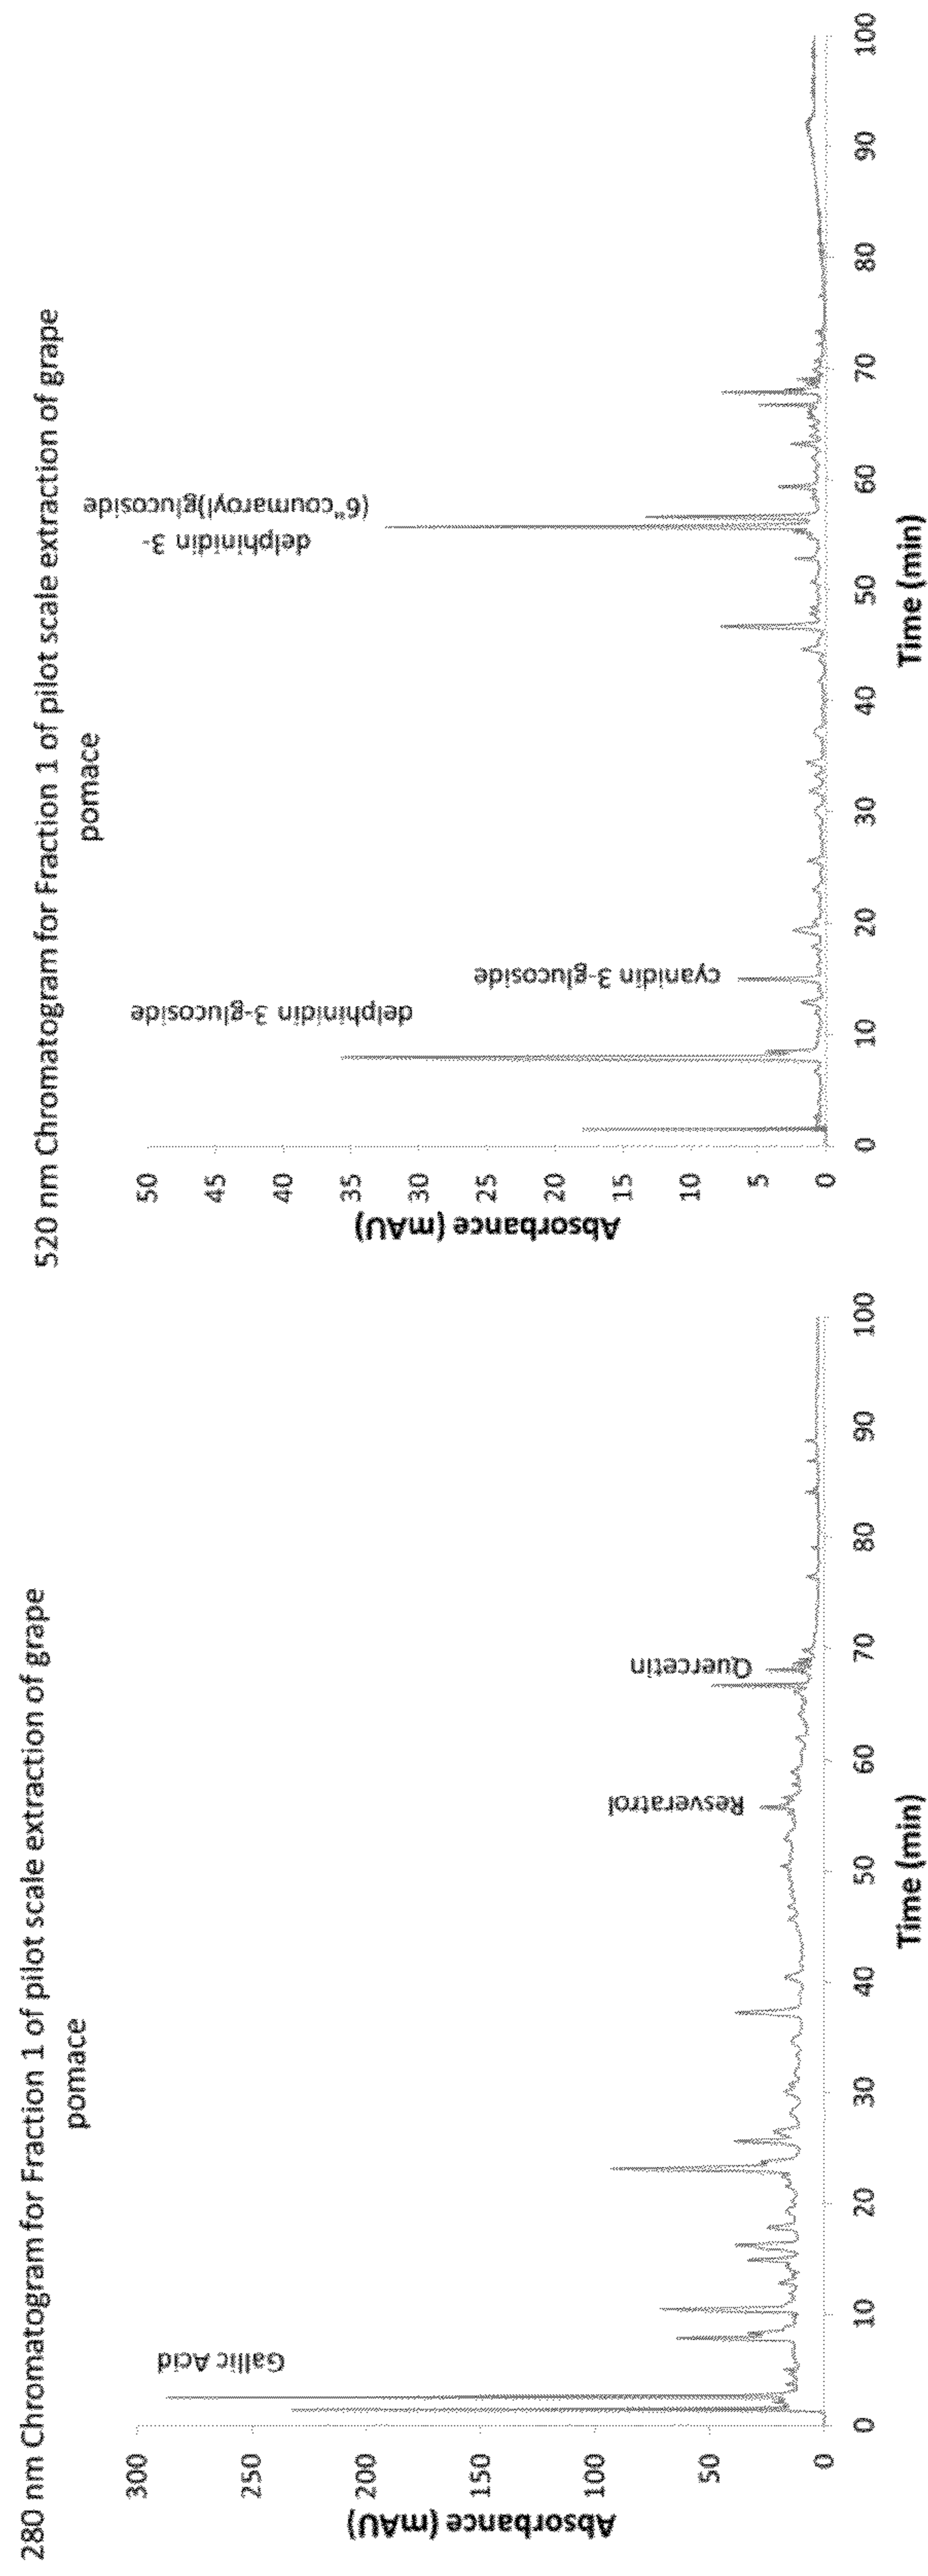 280 nm Chromatogram for Fraction 1 of pilot scale extraction of grape
pomace
300
250
200
150
100
50
0
Absorbance (mAU)
Gallic Acid
Resveratrol
Quercetin
0 10 20 30 40 50 60 70 80 90 100
Time (min)
520 nm Chromatogram for Fraction 1 of pilot scale extraction of grape
pomace
50
45
40
35
30
25
20
15
10
5
0
Absorbance (mAU)
delphinidin 3-glucoside
cyanidin 3-glucoside
delphinidin 3-
(6"coumaroyl)glucoside
0 10 20 30 40 50 60 70 80 90 100
Time (min)